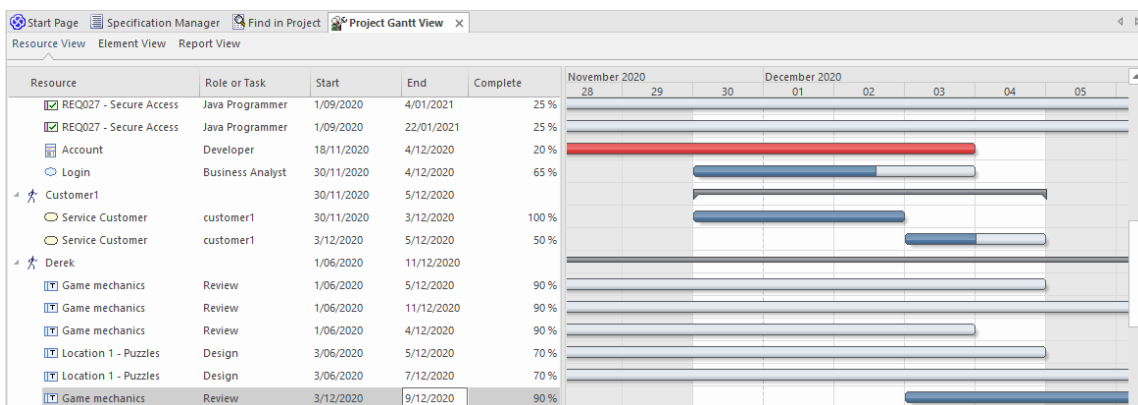 Start Page Specification Manager Find in Project Project Gantt View ×
Resource View Element View Report View
Resource Role or Task Start End Complete November 2020 December 2020
28 29 30 01 02 03 04 05
REQ027 - Secure Access Java Programmer 1/09/2020 4/01/2021 25 %
REQ027 - Secure Access Java Programmer 1/09/2020 22/01/2021 25 %
Account Developer 18/11/2020 4/12/2020 20 %
Login Business Analyst 30/11/2020 4/12/2020 65 %
Customer1 30/11/2020 5/12/2020
Service Customer customer1 30/11/2020 3/12/2020 100 %
Service Customer customer1 3/12/2020 5/12/2020 50 %
Derek 1/06/2020 11/12/2020
Game mechanics Review 1/06/2020 5/12/2020 90 %
Game mechanics Review 1/06/2020 11/12/2020 90 %
Game mechanics Review 1/06/2020 4/12/2020 90 %
Location 1 - Puzzles Design 3/06/2020 5/12/2020 70 %
Location 1 - Puzzles Design 3/06/2020 7/12/2020 70 %
Game mechanics Review 3/12/2020 9/12/2020 90 %